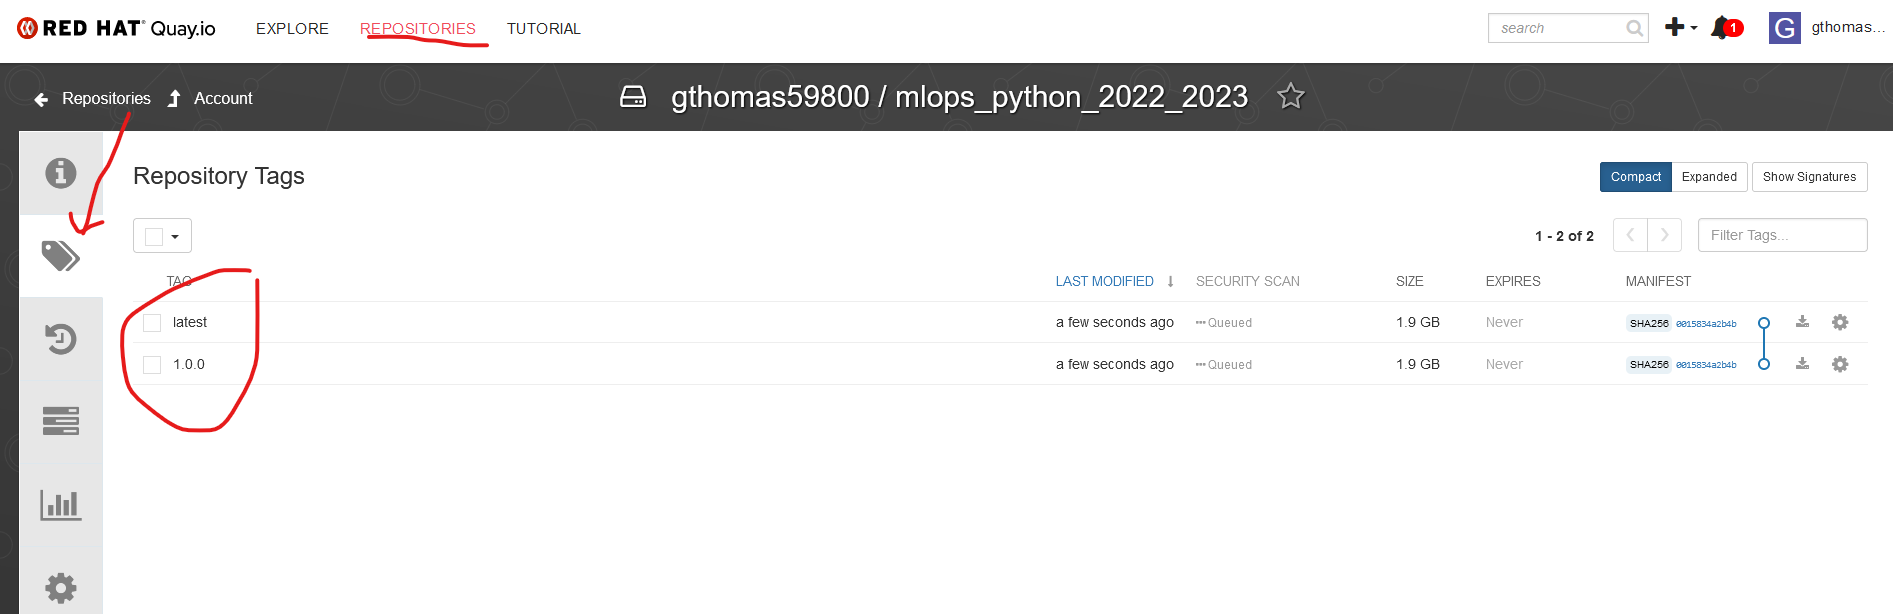 RED HAT® Quay.io EXPLORE REPOSITORIES TUTORIAL search 1 G gthomas...
Repositories Account gthomas59800 / mlops_python_2022_2023
Repository Tags Compact Expanded Show Signatures
1 - 2 of 2 Filter Tags...
TAG LAST MODIFIED SECURITY SCAN SIZE EXPIRES MANIFEST
latest a few seconds ago Queued 1.9 GB Never SHA256 0015834a2b4b
1.0.0 a few seconds ago Queued 1.9 GB Never SHA256 0015834a2b4b